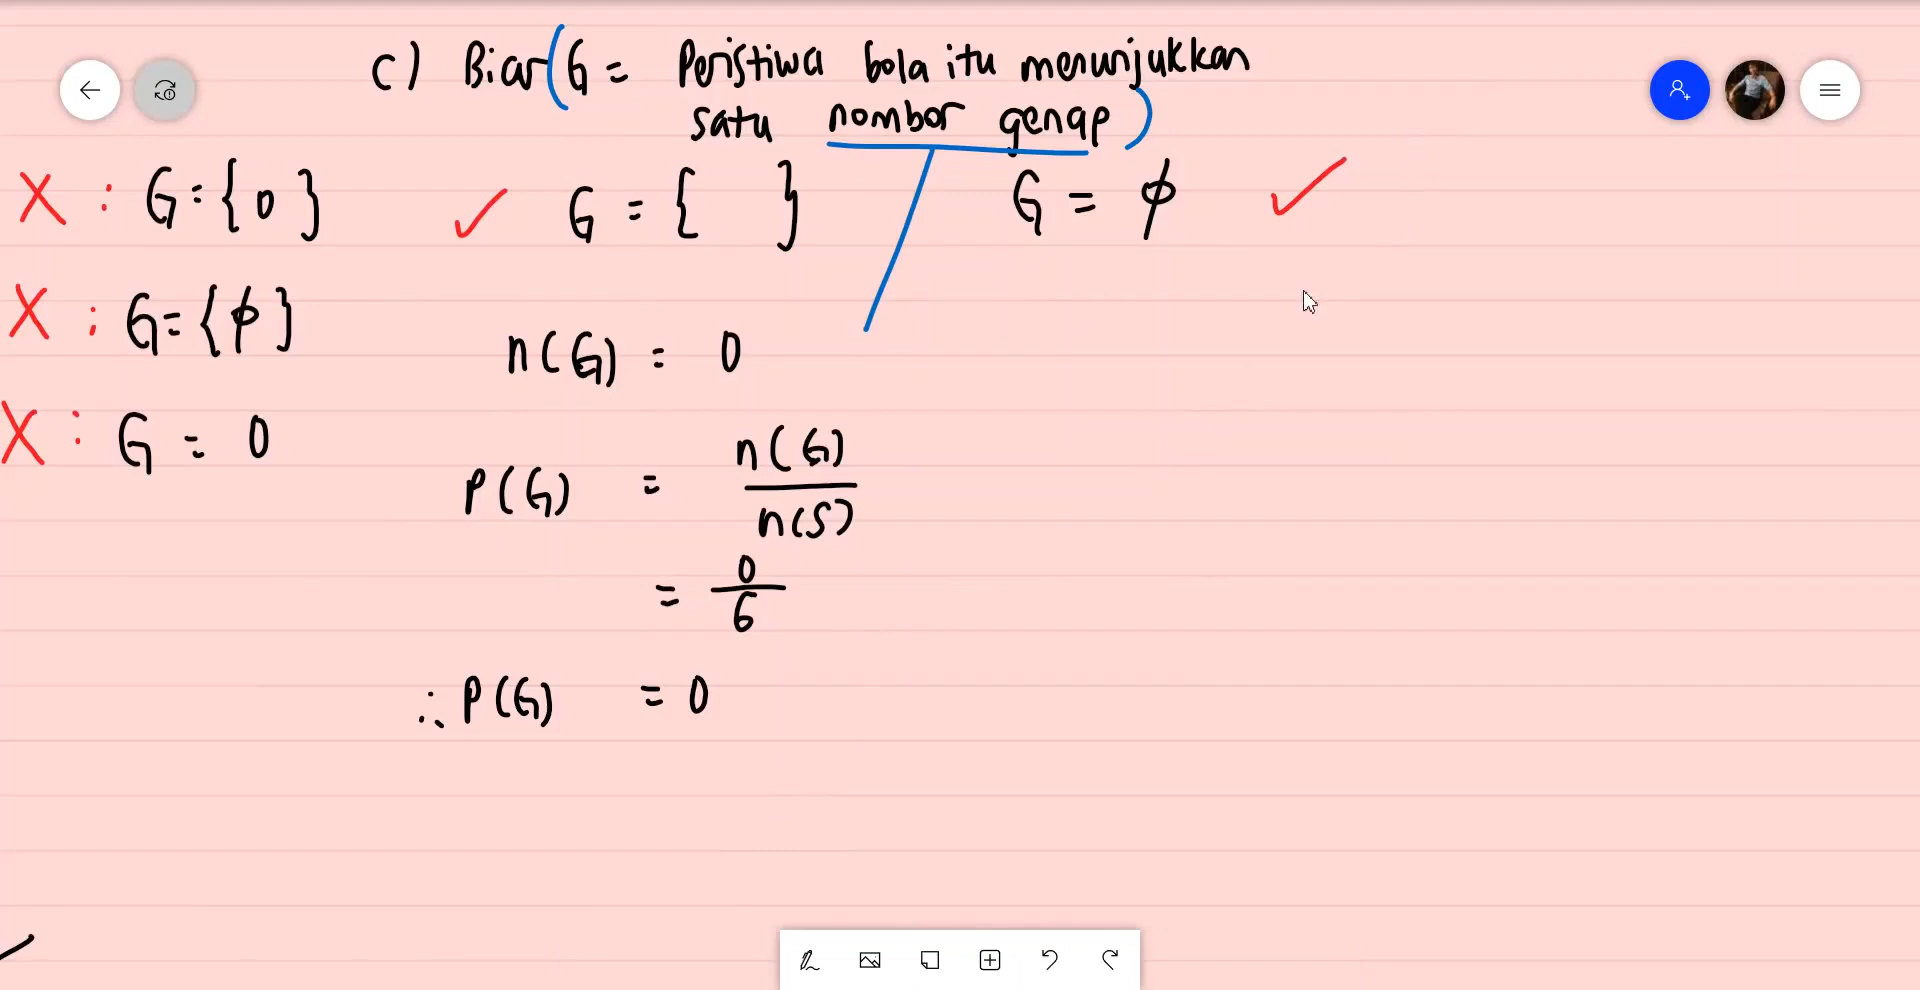 c) Biar (G = Peristiwa bola itu menunjukkan
satu nombor genap)
X : G = {0}
✓ G = { }
G = ϕ ✓
X : G = {ϕ}
n(G) = 0
X : G = 0
P(G) = n(G)/n(S)
= 0/6
∴ P(G) = 0